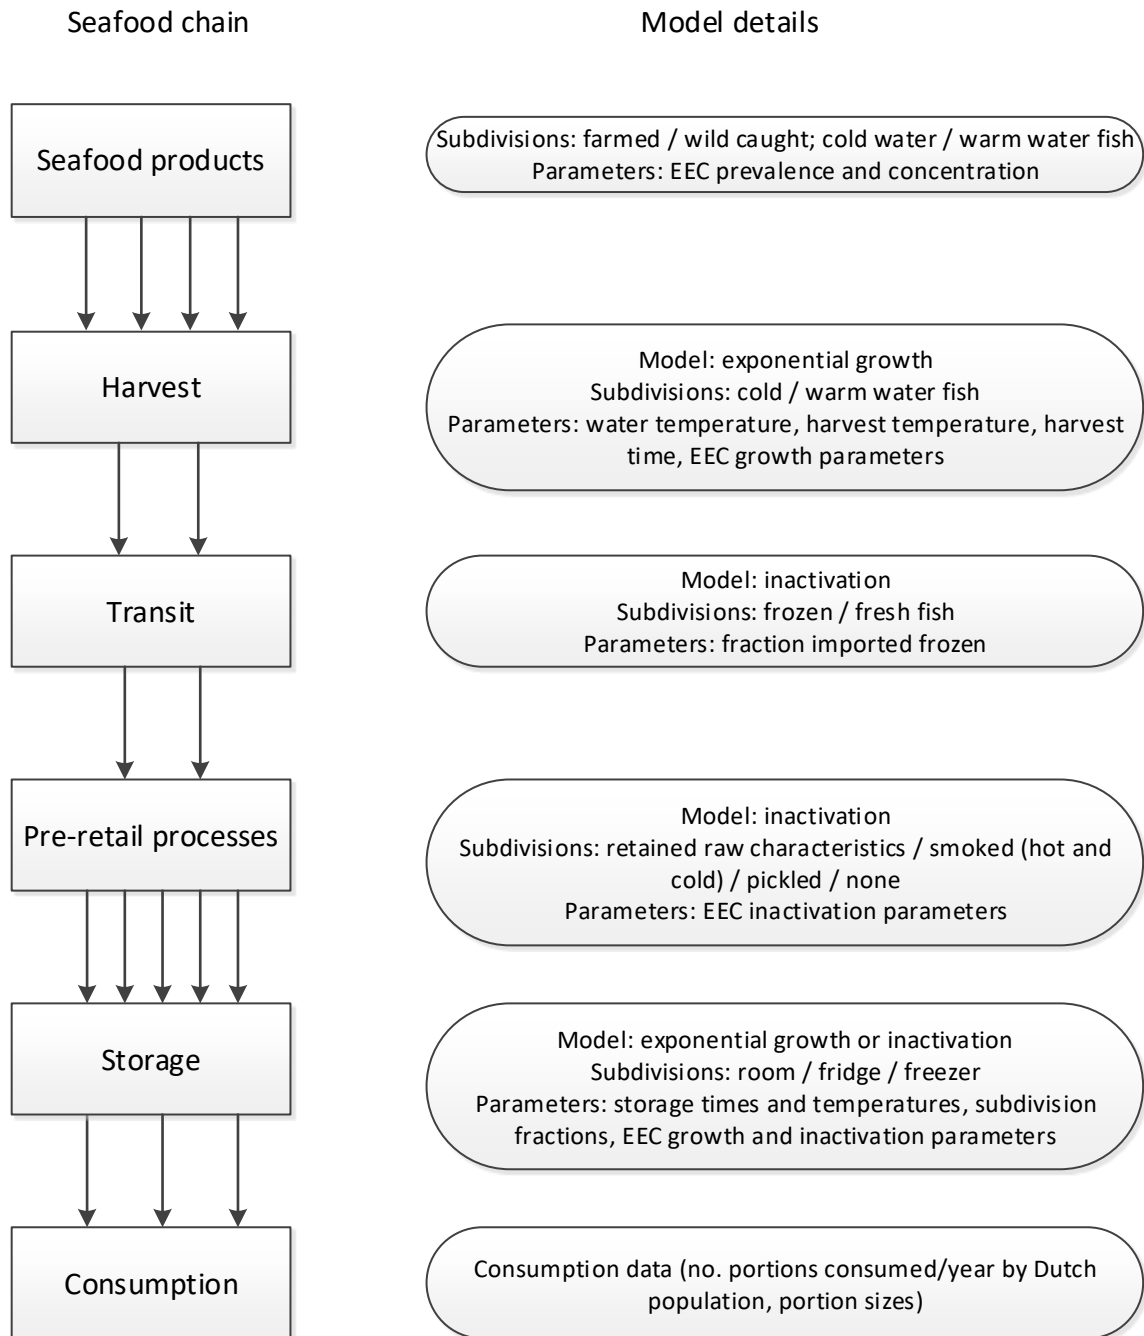 Seafood chain
Model details
Seafood products
Subdivisions: farmed / wild caught; cold water / warm water fish
Parameters: EEC prevalence and concentration
Harvest
Model: exponential growth
Subdivisions: cold / warm water fish
Parameters: water temperature, harvest temperature, harvest
time, EEC growth parameters
Transit
Model: inactivation
Subdivisions: frozen / fresh fish
Parameters: fraction imported frozen
Pre-retail processes
Model: inactivation
Subdivisions: retained raw characteristics / smoked (hot and
cold) / pickled / none
Parameters: EEC inactivation parameters
Storage
Model: exponential growth or inactivation
Subdivisions: room / fridge / freezer
Parameters: storage times and temperatures, subdivision
fractions, EEC growth and inactivation parameters
Consumption
Consumption data (no. portions consumed/year by Dutch
population, portion sizes)